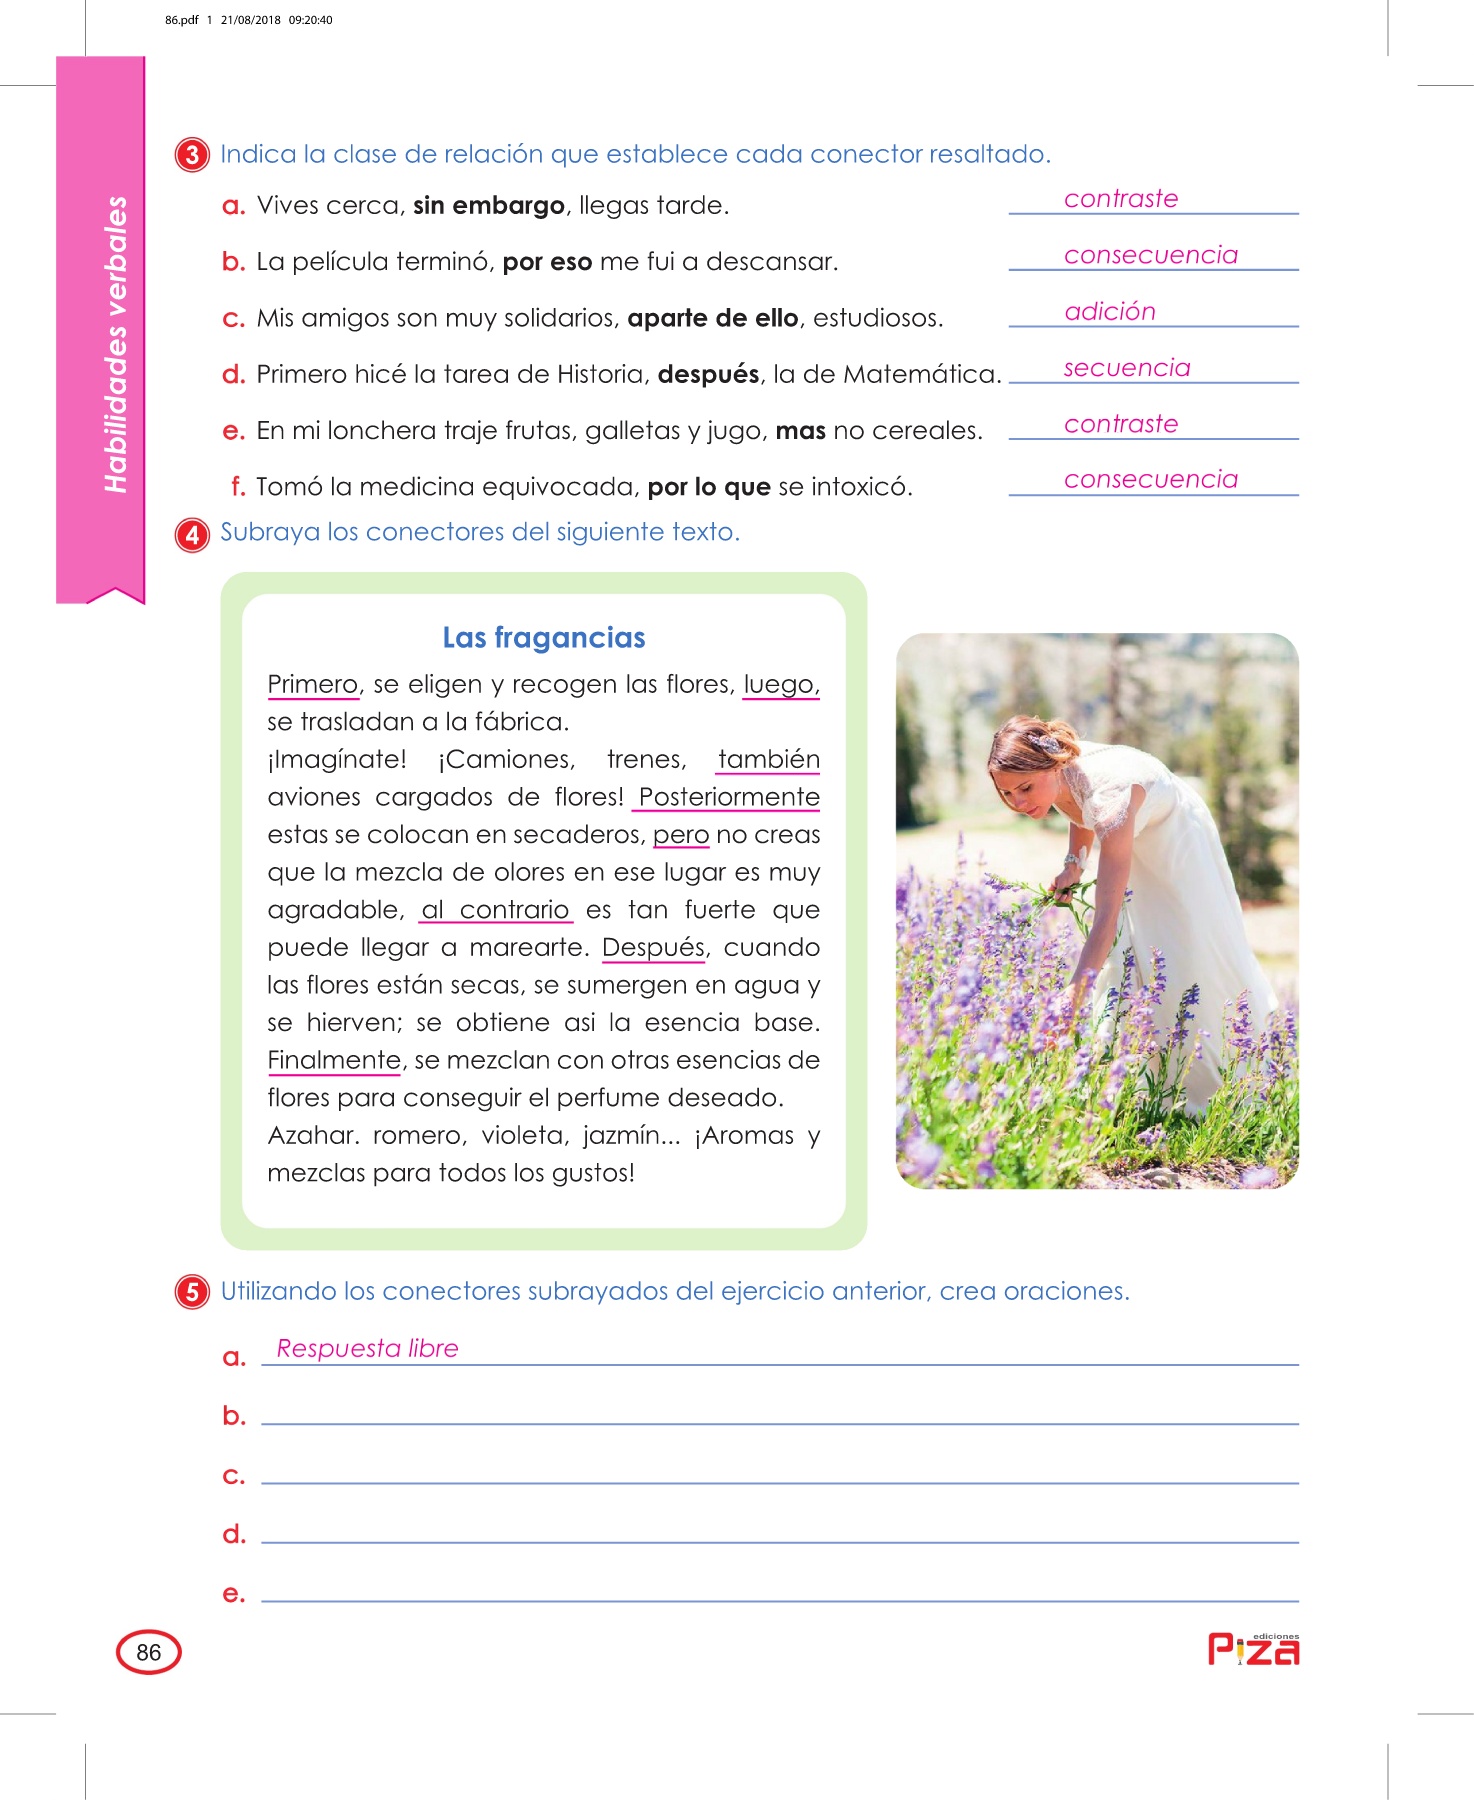 86.pdf 1 21/08/2018 09:20:40
Habilidades verbales
3 Indica la clase de relación que establece cada conector resaltado.
a. Vives cerca, sin embargo, llegas tarde. contraste
b. La película terminó, por eso me fui a descansar. consecuencia
c. Mis amigos son muy solidarios, aparte de ello, estudiosos. adición
d. Primero hicé la tarea de Historia, después, la de Matemática. secuencia
e. En mi lonchera traje frutas, galletas y jugo, mas no cereales. contraste
f. Tomó la medicina equivocada, por lo que se intoxicó. consecuencia
4 Subraya los conectores del siguiente texto.
Las fragancias
Primero, se eligen y recogen las flores, luego,
se trasladan a la fábrica.
¡Imagínate! ¡Camiones, trenes, también
aviones cargados de flores! Posteriormente
estas se colocan en secaderos, pero no creas
que la mezcla de olores en ese lugar es muy
agradable, al contrario es tan fuerte que
puede llegar a marearte. Después, cuando
las flores están secas, se sumergen en agua y
se hierven; se obtiene asi la esencia base.
Finalmente, se mezclan con otras esencias de
flores para conseguir el perfume deseado.
Azahar. romero, violeta, jazmín... ¡Aromas y
mezclas para todos los gustos!
5 Utilizando los conectores subrayados del ejercicio anterior, crea oraciones.
a. Respuesta libre
b.
c.
d.
e.
86
ediciones
Piza